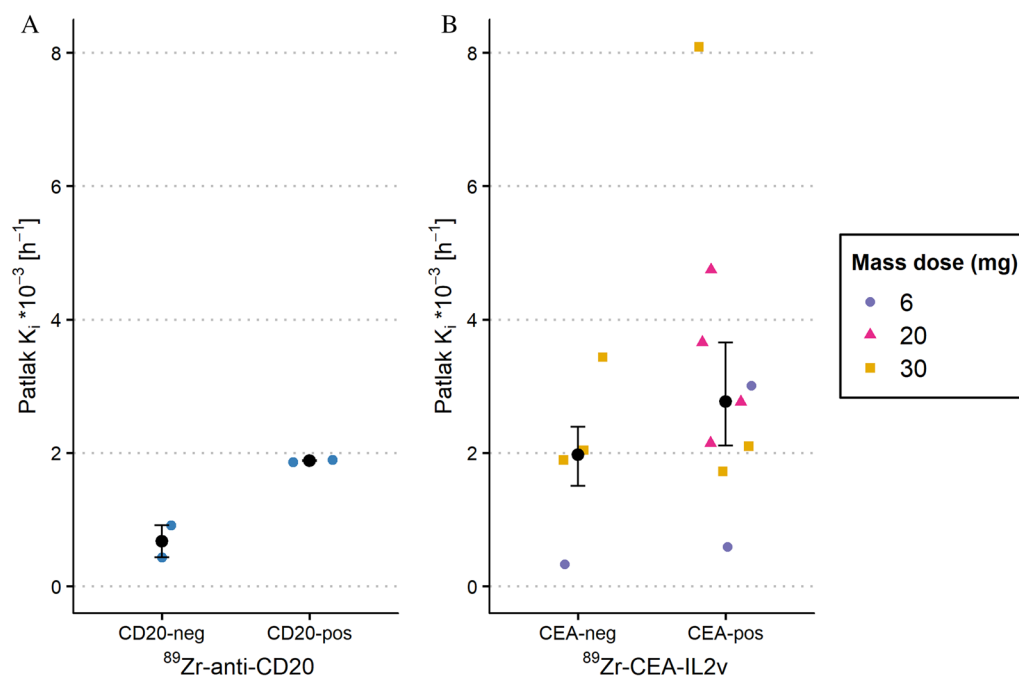 A
B
8
6
4
2
0
Patlak Kᵢ *10⁻³ [h⁻¹]
CD20-neg
CD20-pos
⁸⁹Zr-anti-CD20
8
6
4
2
0
Patlak Kᵢ *10⁻³ [h⁻¹]
CEA-neg
CEA-pos
⁸⁹Zr-CEA-IL2v
Mass dose (mg)
6
20
30